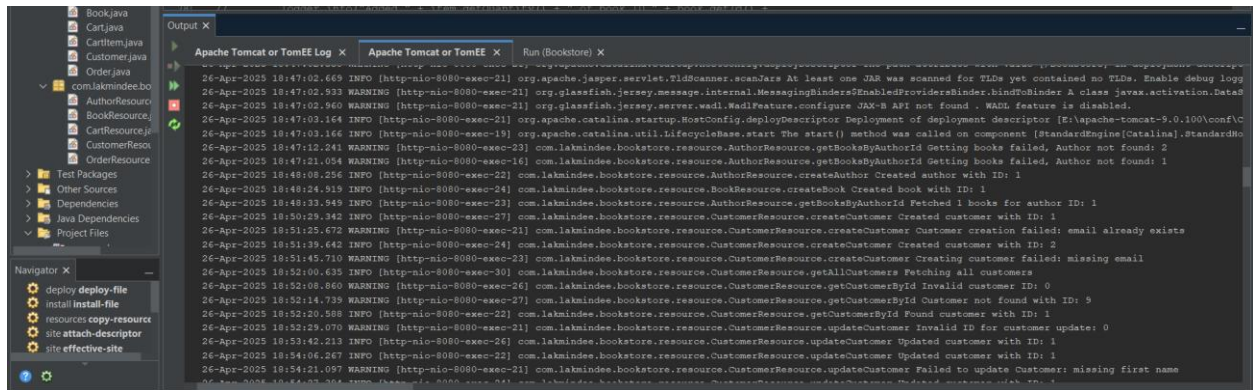 Book.java
Cart.java
CartItem.java
Customer.java
Order.java
com.lakmindee.bo
AuthorResourc
BookResource.j
CartResource.ja
CustomerResou
OrderResource
Test Packages
Other Sources
Dependencies
Java Dependencies
Project Files
Navigator
deploy deploy-file
install install-file
resources copy-resource
site attach-descriptor
site effective-site
Output
Apache Tomcat or TomEE Log
Apache Tomcat or TomEE
Run (Bookstore)
26-Apr-2025 18:47:02.669 INFO [http-nio-8080-exec-21] org.apache.jasper.servlet.TldScanner.scanJars At least one JAR was scanned for TLDs yet contained no TLDs. Enable debug logg
26-Apr-2025 18:47:02.933 WARNING [http-nio-8080-exec-21] org.glassfish.jersey.message.internal.MessagingBinders$EnabledProvidersBinder.bindToBinder A class javax.activation.DataS
26-Apr-2025 18:47:02.960 WARNING [http-nio-8080-exec-21] org.glassfish.jersey.server.wadl.WadlFeature.configure JAX-B API not found . WADL feature is disabled.
26-Apr-2025 18:47:03.164 INFO [http-nio-8080-exec-21] org.apache.catalina.startup.HostConfig.deployDescriptor Deployment of deployment descriptor [E:\apache-tomcat-9.0.100\conf\C
26-Apr-2025 18:47:03.166 INFO [http-nio-8080-exec-19] org.apache.catalina.util.LifecycleBase.start The start() method was called on component [StandardEngine[Catalina].StandardHo
26-Apr-2025 18:47:12.241 WARNING [http-nio-8080-exec-23] com.lakmindee.bookstore.resource.AuthorResource.getBooksByAuthorId Getting books failed, Author not found: 2
26-Apr-2025 18:47:21.054 WARNING [http-nio-8080-exec-16] com.lakmindee.bookstore.resource.AuthorResource.getBooksByAuthorId Getting books failed, Author not found: 1
26-Apr-2025 18:48:08.256 INFO [http-nio-8080-exec-22] com.lakmindee.bookstore.resource.AuthorResource.createAuthor Created author with ID: 1
26-Apr-2025 18:48:24.919 INFO [http-nio-8080-exec-24] com.lakmindee.bookstore.resource.BookResource.createBook Created book with ID: 1
26-Apr-2025 18:48:33.949 INFO [http-nio-8080-exec-23] com.lakmindee.bookstore.resource.AuthorResource.getBooksByAuthorId Fetched 1 books for author ID: 1
26-Apr-2025 18:50:29.342 INFO [http-nio-8080-exec-27] com.lakmindee.bookstore.resource.CustomerResource.createCustomer Created customer with ID: 1
26-Apr-2025 18:51:25.672 WARNING [http-nio-8080-exec-21] com.lakmindee.bookstore.resource.CustomerResource.createCustomer Customer creation failed: email already exists
26-Apr-2025 18:51:39.642 INFO [http-nio-8080-exec-24] com.lakmindee.bookstore.resource.CustomerResource.createCustomer Created customer with ID: 2
26-Apr-2025 18:51:45.710 WARNING [http-nio-8080-exec-23] com.lakmindee.bookstore.resource.CustomerResource.createCustomer Creating customer failed: missing email
26-Apr-2025 18:52:00.635 INFO [http-nio-8080-exec-30] com.lakmindee.bookstore.resource.CustomerResource.getAllCustomers Fetching all customers
26-Apr-2025 18:52:08.860 WARNING [http-nio-8080-exec-26] com.lakmindee.bookstore.resource.CustomerResource.getCustomerById Invalid customer ID: 0
26-Apr-2025 18:52:14.739 WARNING [http-nio-8080-exec-27] com.lakmindee.bookstore.resource.CustomerResource.getCustomerById Customer not found with ID: 9
26-Apr-2025 18:52:20.588 INFO [http-nio-8080-exec-22] com.lakmindee.bookstore.resource.CustomerResource.getCustomerById Found customer with ID: 1
26-Apr-2025 18:52:29.070 WARNING [http-nio-8080-exec-21] com.lakmindee.bookstore.resource.CustomerResource.updateCustomer Invalid ID for customer update: 0
26-Apr-2025 18:53:42.213 INFO [http-nio-8080-exec-26] com.lakmindee.bookstore.resource.CustomerResource.updateCustomer Updated customer with ID: 1
26-Apr-2025 18:54:06.267 INFO [http-nio-8080-exec-22] com.lakmindee.bookstore.resource.CustomerResource.updateCustomer Updated customer with ID: 1
26-Apr-2025 18:54:21.097 WARNING [http-nio-8080-exec-21] com.lakmindee.bookstore.resource.CustomerResource.updateCustomer Failed to update Customer: missing first name